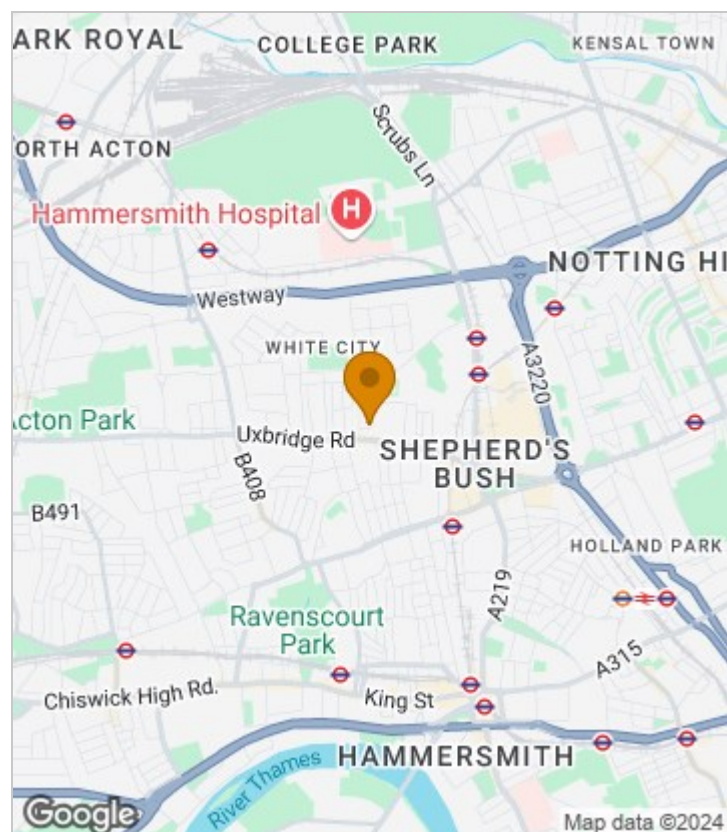 ARK ROYAL
COLLEGE PARK
KENSAL TOWN
Scrubs Ln
ORTH ACTON
Hammersmith Hospital
H
NOTTING HI
Westway
WHITE CITY
A3220
Acton Park
Uxbridge Rd
SHEPHERD'S
BUSH
B408
B491
HOLLAND PARK
A219
Ravenscourt
Park
A315
Chiswick High Rd.
King St
HAMMERSMITH
River Thames
Google
Map data ©2024